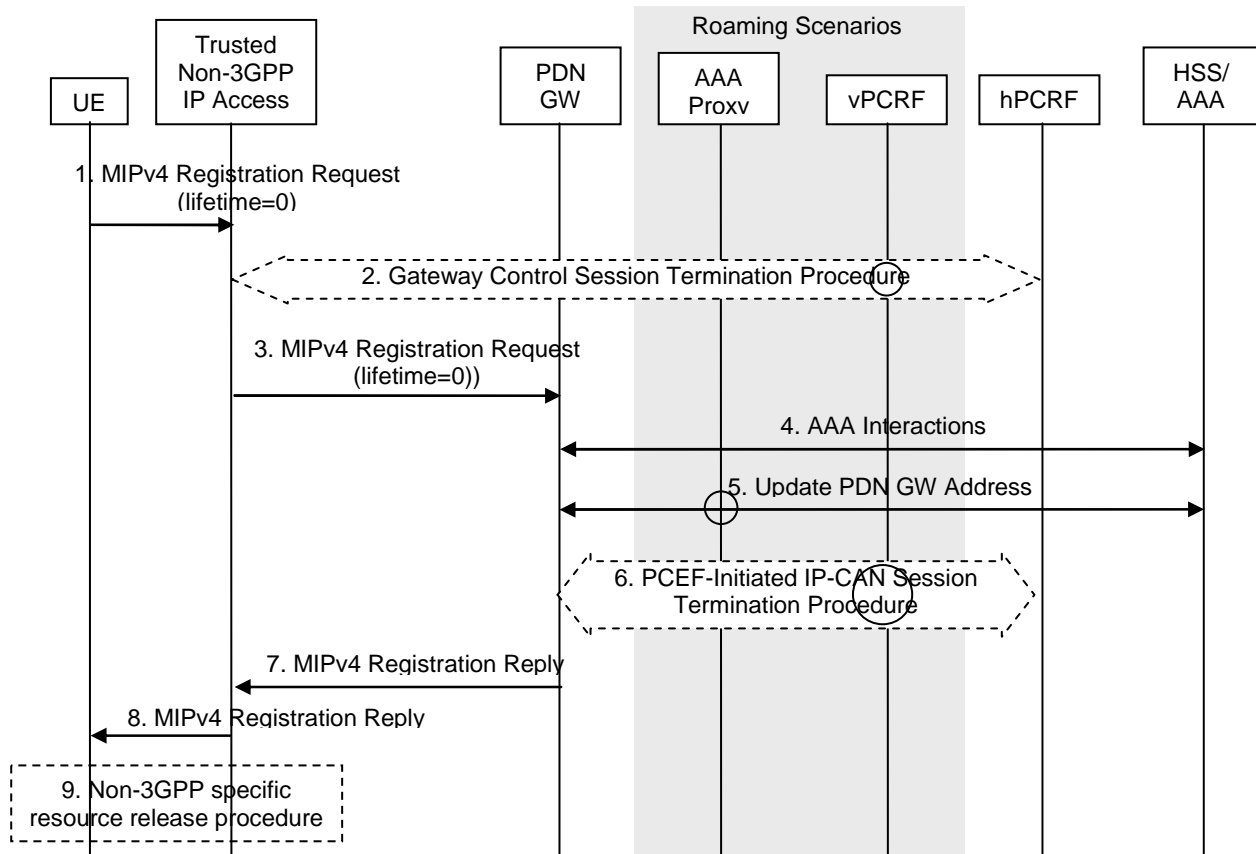 Roaming Scenarios
UE
Trusted
Non-3GPP
IP Access
PDN
GW
AAA
Proxv
vPCRF
hPCRF
HSS/
AAA
1. MIPv4 Registration Request
(lifetime=0)
2. Gateway Control Session Termination Procedure
3. MIPv4 Registration Request
(lifetime=0))
4. AAA Interactions
5. Update PDN GW Address
6. PCEF-Initiated IP-CAN Session
Termination Procedure
7. MIPv4 Registration Reply
8. MIPv4 Registration Reply
9. Non-3GPP specific
resource release procedure